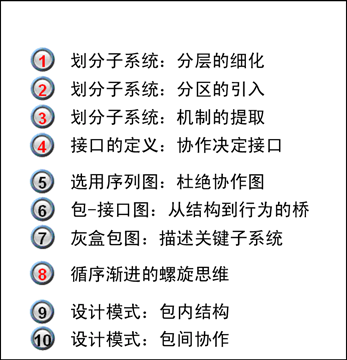 1 划分子系统：分层的细化
2 划分子系统：分区的引入
3 划分子系统：机制的提取
4 接口的定义：协作决定接口
5 选用序列图：杜绝协作图
6 包-接口图：从结构到行为的桥
7 灰盒包图：描述关键子系统
8 循序渐进的螺旋思维
9 设计模式：包内结构
10 设计模式：包间协作